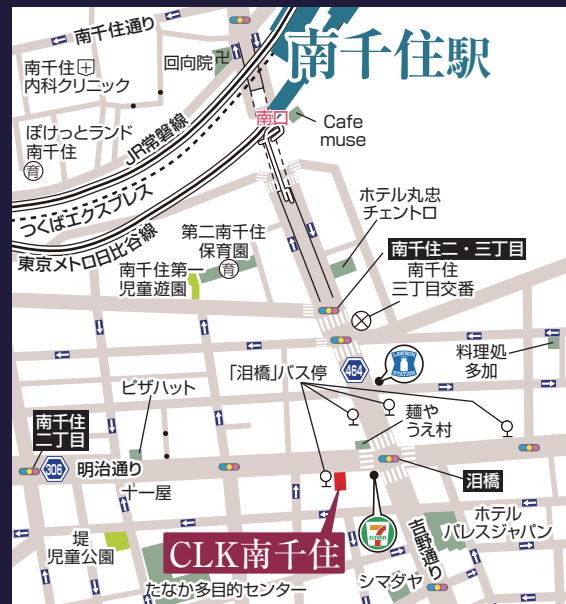 南千住通り
南千住
内科クリニック
回向院
南千住駅
南口
Cafe
muse
ぽけっとランド
南千住
育
JR常磐線
つくばエクスプレス
東京メトロ日比谷線
第二南千住
保育園
育
南千住第一
児童遊園
ホテル丸忠
チェントロ
南千住二・三丁目
南千住
三丁目交番
464
LAWSON
STATION
料理処
多加
「泪橋」バス停
ピザハット
麺や
うえ村
南千住
二丁目
306
明治通り
十一屋
泪橋
堤
児童公園
CLK南千住
7
ELEVEN
吉野通り
ホテル
パレスジャパン
シマダヤ
たなか多目的センター